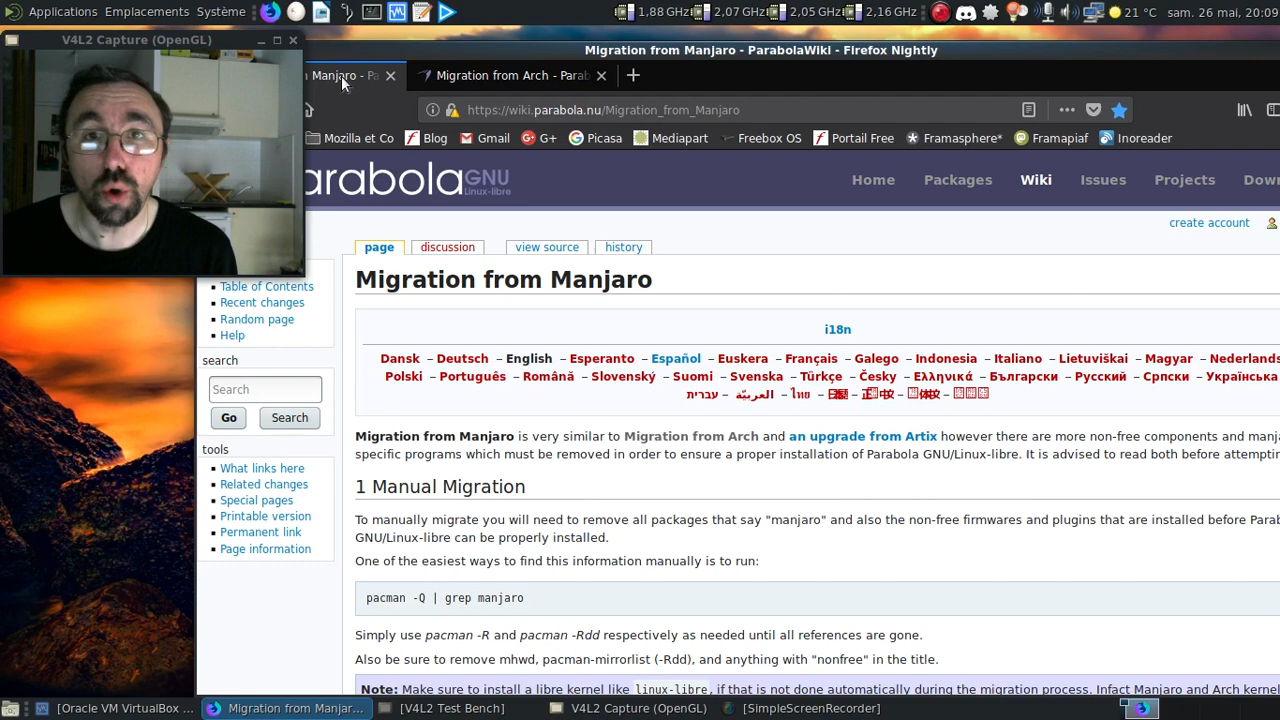 Applications Emplacements Système 1,88 GHz 2,07 GHz 2,05 GHz 2,16 GHz 21 °C sam. 26 mai, 20:09
V4L2 Capture (OpenGL)
Migration from Manjaro - ParabolaWiki - Firefox Nightly
Manjaro - Pa Migration from Arch - Parab
https://wiki.parabola.nu/Migration_from_Manjaro
Mozilla et Co Blog Gmail G+ Picasa Mediapart Freebox OS Portail Free Framasphere* Framapiaf Inoreader
arabola GNU Linux-libre
Home Packages Wiki Issues Projects Down
create account
page discussion view source history
Table of Contents
Recent changes
Random page
Help
search
Search
Go Search
tools
What links here
Related changes
Special pages
Printable version
Permanent link
Page information
Migration from Manjaro
i18n
Dansk – Deutsch – English – Esperanto – Español – Euskera – Français – Galego – Indonesia – Italiano – Lietuviškai – Magyar – Nederlands
Polski – Português – Română – Slovenský – Suomi – Svenska – Türkçe – Česky – Ελληνικά – Български – Русский – Српски – Українська
עברית – العربيّة – ไทย –
Migration from Manjaro is very similar to Migration from Arch and an upgrade from Artix however there are more non-free components and manja
specific programs which must be removed in order to ensure a proper installation of Parabola GNU/Linux-libre. It is advised to read both before attemptin
1 Manual Migration
To manually migrate you will need to remove all packages that say "manjaro" and also the non-free firmwares and plugins that are installed before Parab
GNU/Linux-libre can be properly installed.
One of the easiest ways to find this information manually is to run:
pacman -Q | grep manjaro
Simply use pacman -R and pacman -Rdd respectively as needed until all references are gone.
Also be sure to remove mhwd, pacman-mirrorlist (-Rdd), and anything with "nonfree" in the title.
Note: Make sure to install a libre kernel like linux-libre, if that is not done automatically during the migration process. Infact Manjaro and Arch kernel
[Oracle VM VirtualBox ... Migration from Manjar... [V4L2 Test Bench] V4L2 Capture (OpenGL) [SimpleScreenRecorder]